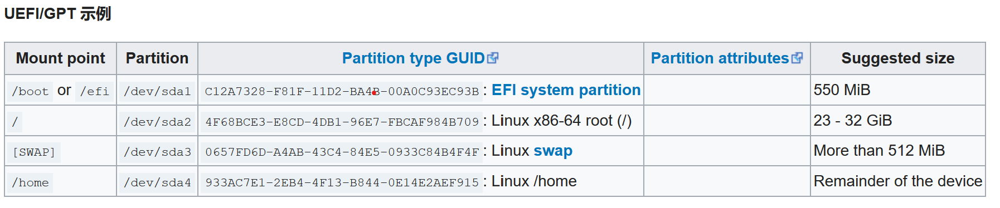 UEFI/GPT 示例
Mount point Partition Partition type GUID Partition attributes Suggested size
/boot or /efi /dev/sda1 C12A7328-F81F-11D2-BA4B-00A0C93EC93B: EFI system partition 550 MiB
/ /dev/sda2 4F68BCE3-E8CD-4DB1-96E7-FBCAF984B709: Linux x86-64 root (/) 23 - 32 GiB
[SWAP] /dev/sda3 0657FD6D-A4AB-43C4-84E5-0933C84B4F4F: Linux swap More than 512 MiB
/home /dev/sda4 933AC7E1-2EB4-4F13-B844-0E14E2AEF915: Linux /home Remainder of the device